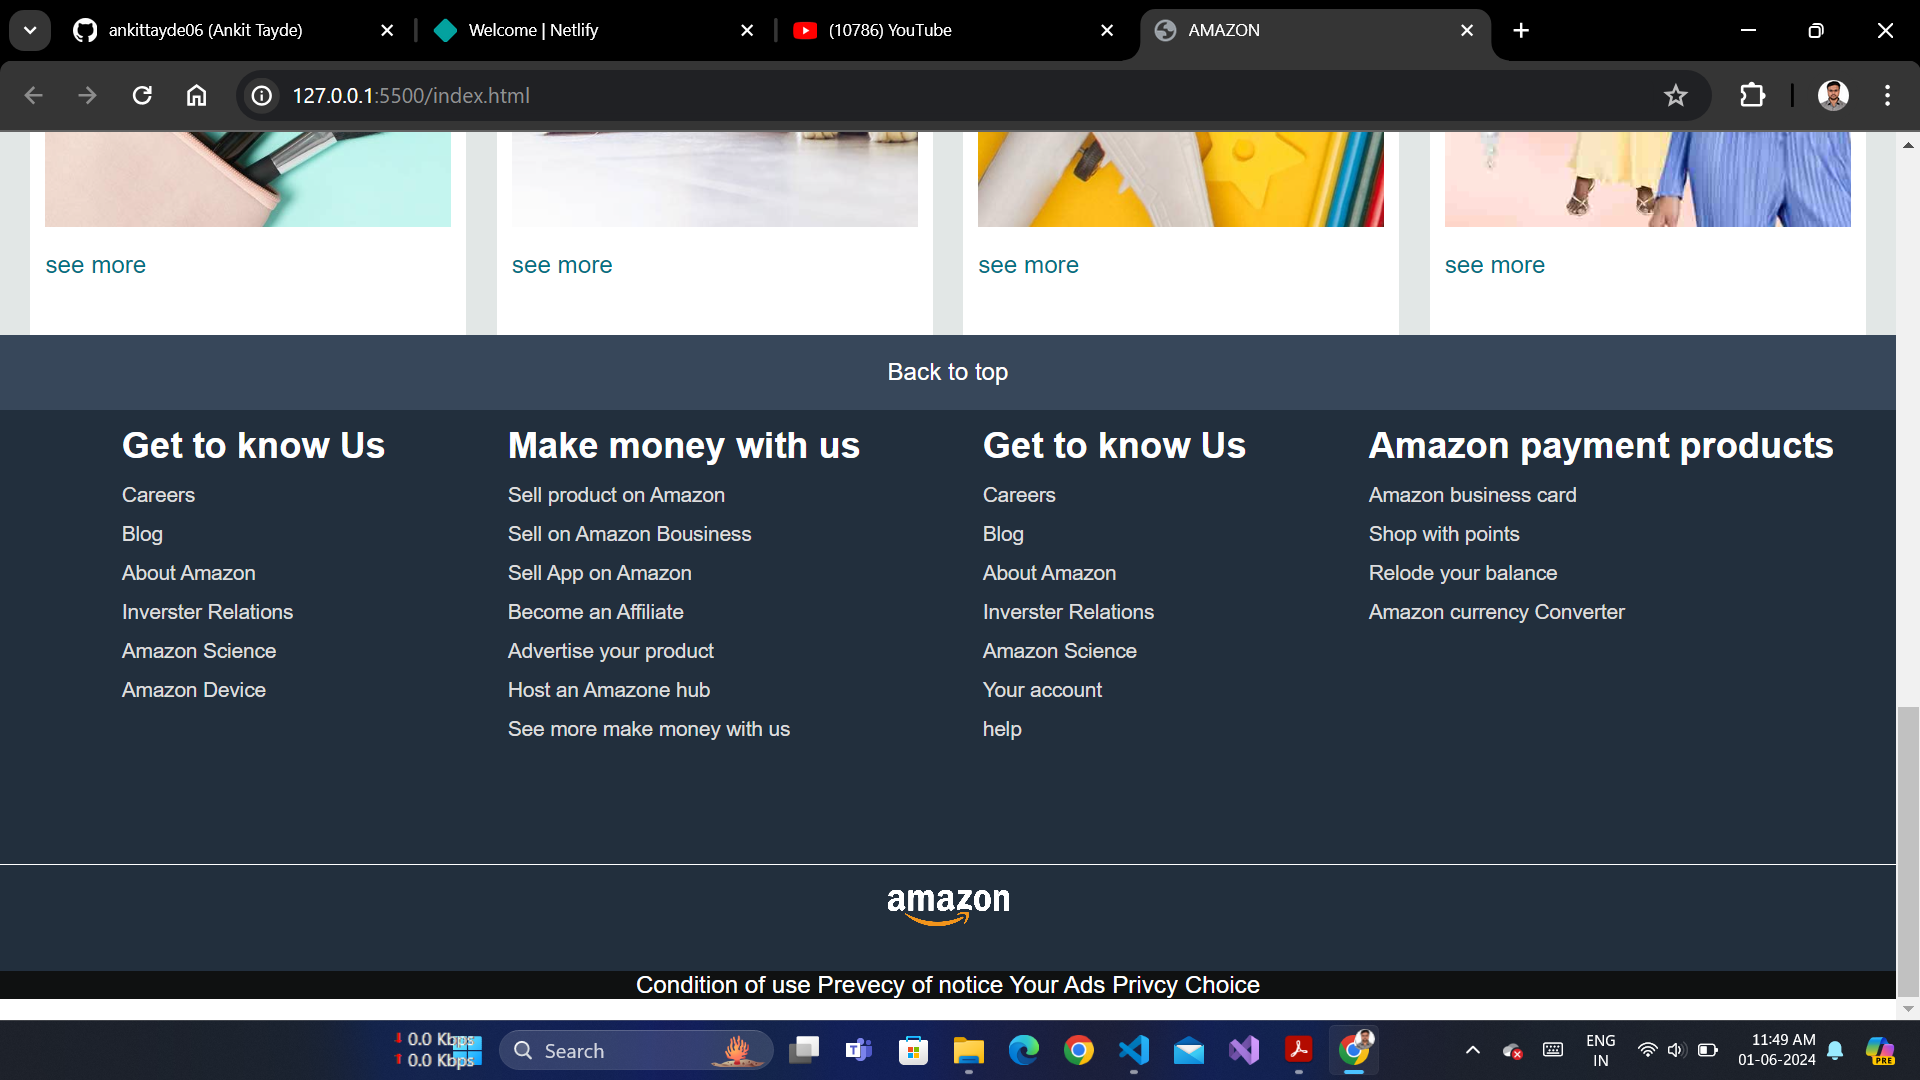 ankittayde06 (Ankit Tayde)
Welcome | Netlify
(10786) YouTube
AMAZON
127.0.0.1:5500/index.html
see more
see more
see more
see more
Back to top
Get to know Us
Careers
Blog
About Amazon
Inverster Relations
Amazon Science
Amazon Device
Make money with us
Sell product on Amazon
Sell on Amazon Bousiness
Sell App on Amazon
Become an Affiliate
Advertise your product
Host an Amazone hub
See more make money with us
Get to know Us
Careers
Blog
About Amazon
Inverster Relations
Amazon Science
Your account
help
Amazon payment products
Amazon business card
Shop with points
Relode your balance
Amazon currency Converter
amazon
Condition of use Prevecy of notice Your Ads Privcy Choice
0.0 Kbps
0.0 Kbps
Search
ENG
IN
11:49 AM
01-06-2024
PRE